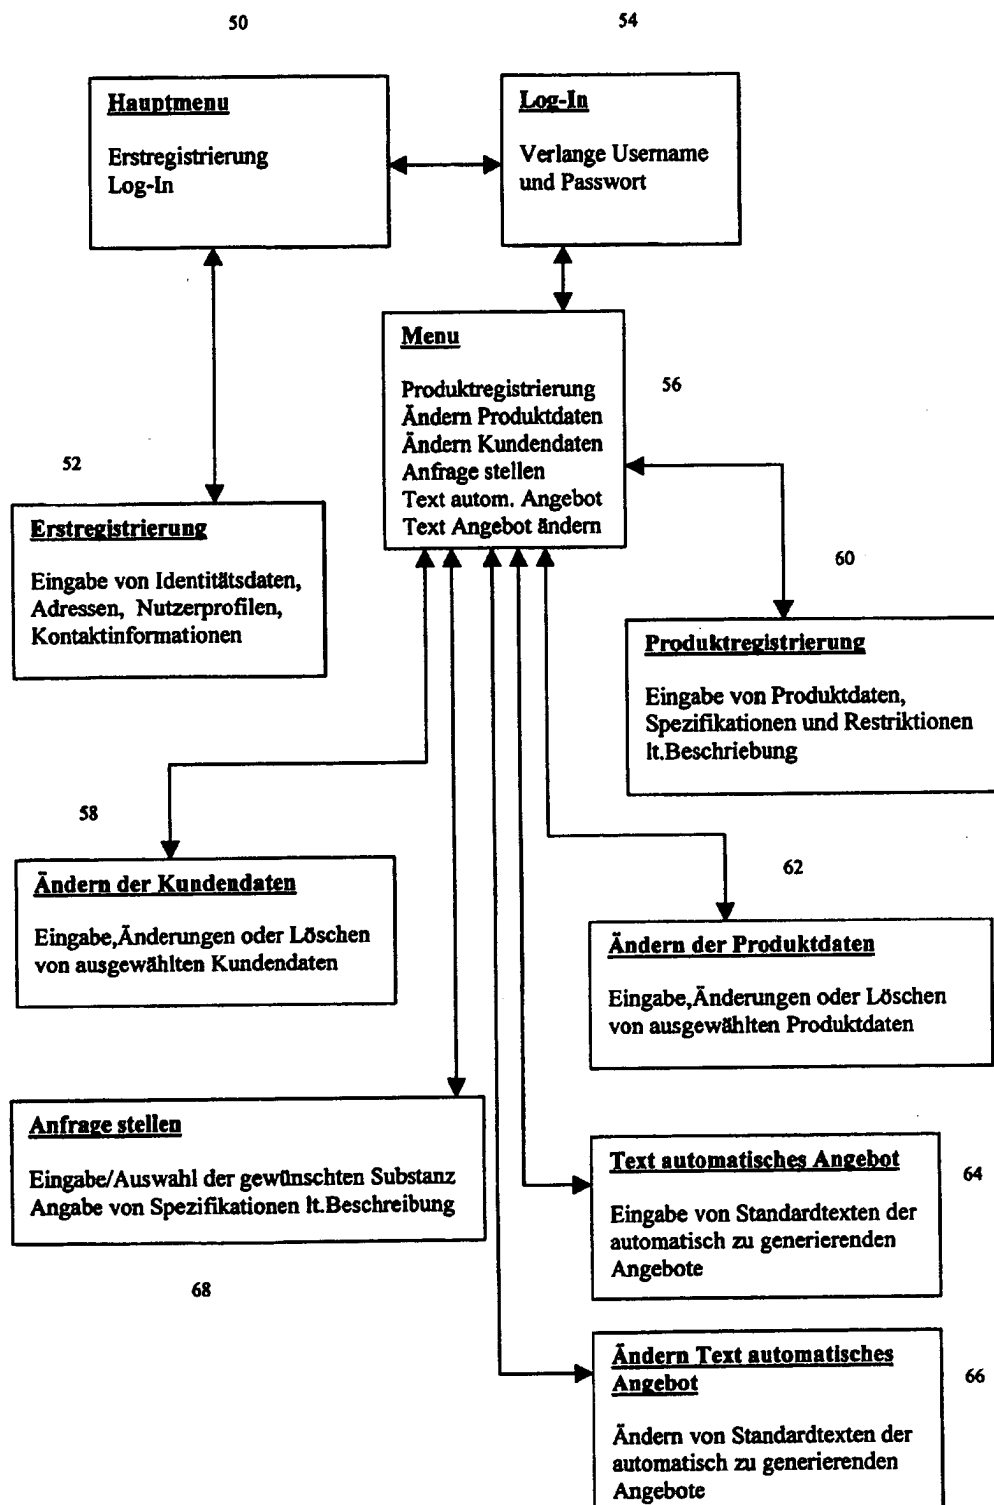 50
54
Hauptmenu
Erstregistrierung
Log-In
Log-In
Verlange Username
und Passwort
Menu
Produktregistrierung
Ändern Produktdaten
Ändern Kundendaten
Anfrage stellen
Text autom. Angebot
Text Angebot ändern
56
52
Erstregistrierung
Eingabe von Identitätsdaten,
Adressen, Nutzerprofilen,
Kontaktinformationen
60
Produktregistrierung
Eingabe von Produktdaten,
Spezifikationen und Restriktionen
lt.Beschriebung
58
Ändern der Kundendaten
Eingabe,Änderungen oder Löschen
von ausgewählten Kundendaten
62
Ändern der Produktdaten
Eingabe,Änderungen oder Löschen
von ausgewählten Produktdaten
Anfrage stellen
Eingabe/Auswahl der gewünschten Substanz
Angabe von Spezifikationen lt.Beschreibung
68
Text automatisches Angebot
Eingabe von Standardtexten der
automatisch zu generierenden
Angebote
64
Ändern Text automatisches
Angebot
Ändern von Standardtexten der
automatisch zu generierenden
Angebote
66